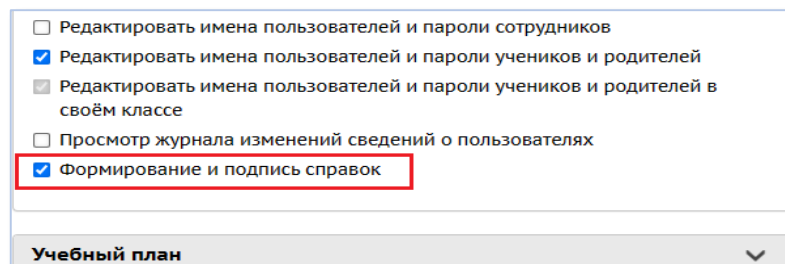 Редактировать имена пользователей и пароли сотрудников
Редактировать имена пользователей и пароли учеников и родителей
Редактировать имена пользователей и пароли учеников и родителей в
своём классе
Просмотр журнала изменений сведений о пользователях
Формирование и подпись справок
Учебный план